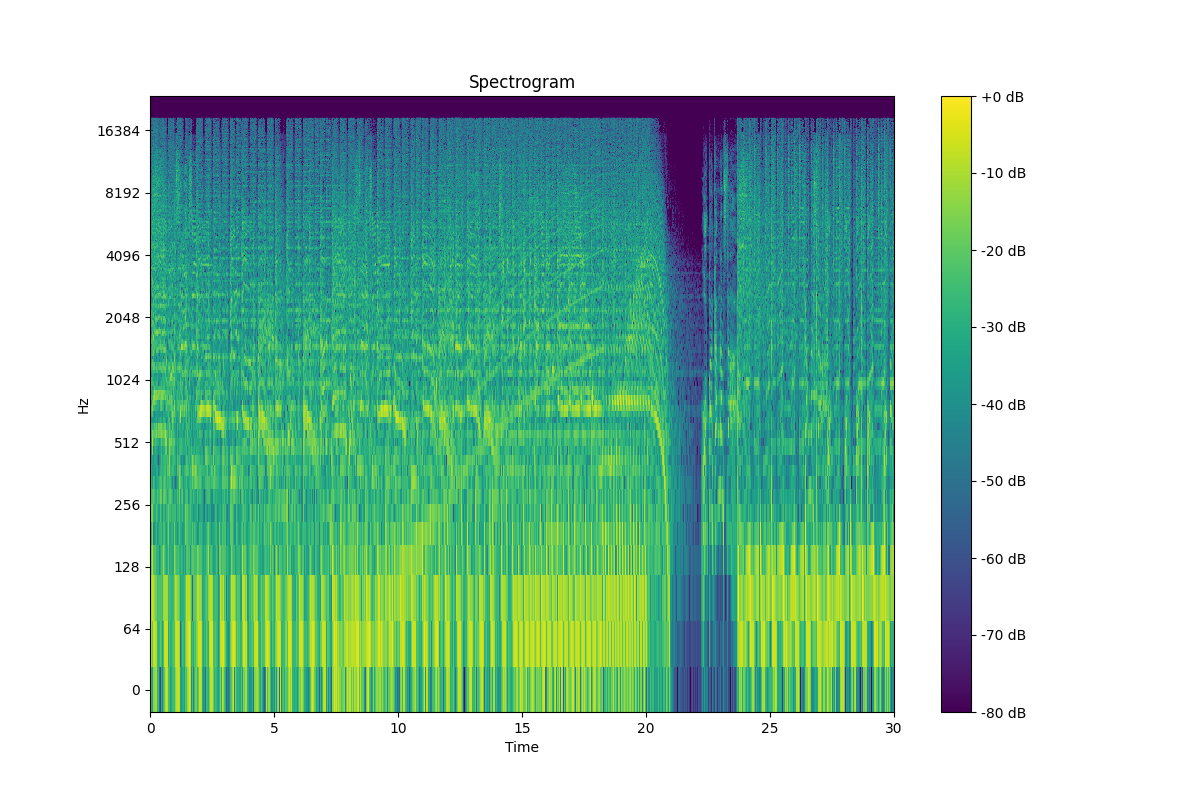 Spectrogram
+0 dB
16384
-10 dB
8192
4096
-20 dB
2048
-30 dB
1024
-40 dB
Hz
512
-50 dB
256
128
-60 dB
64
-70 dB
0
-80 dB
0 5 10 15 20 25 30
Time